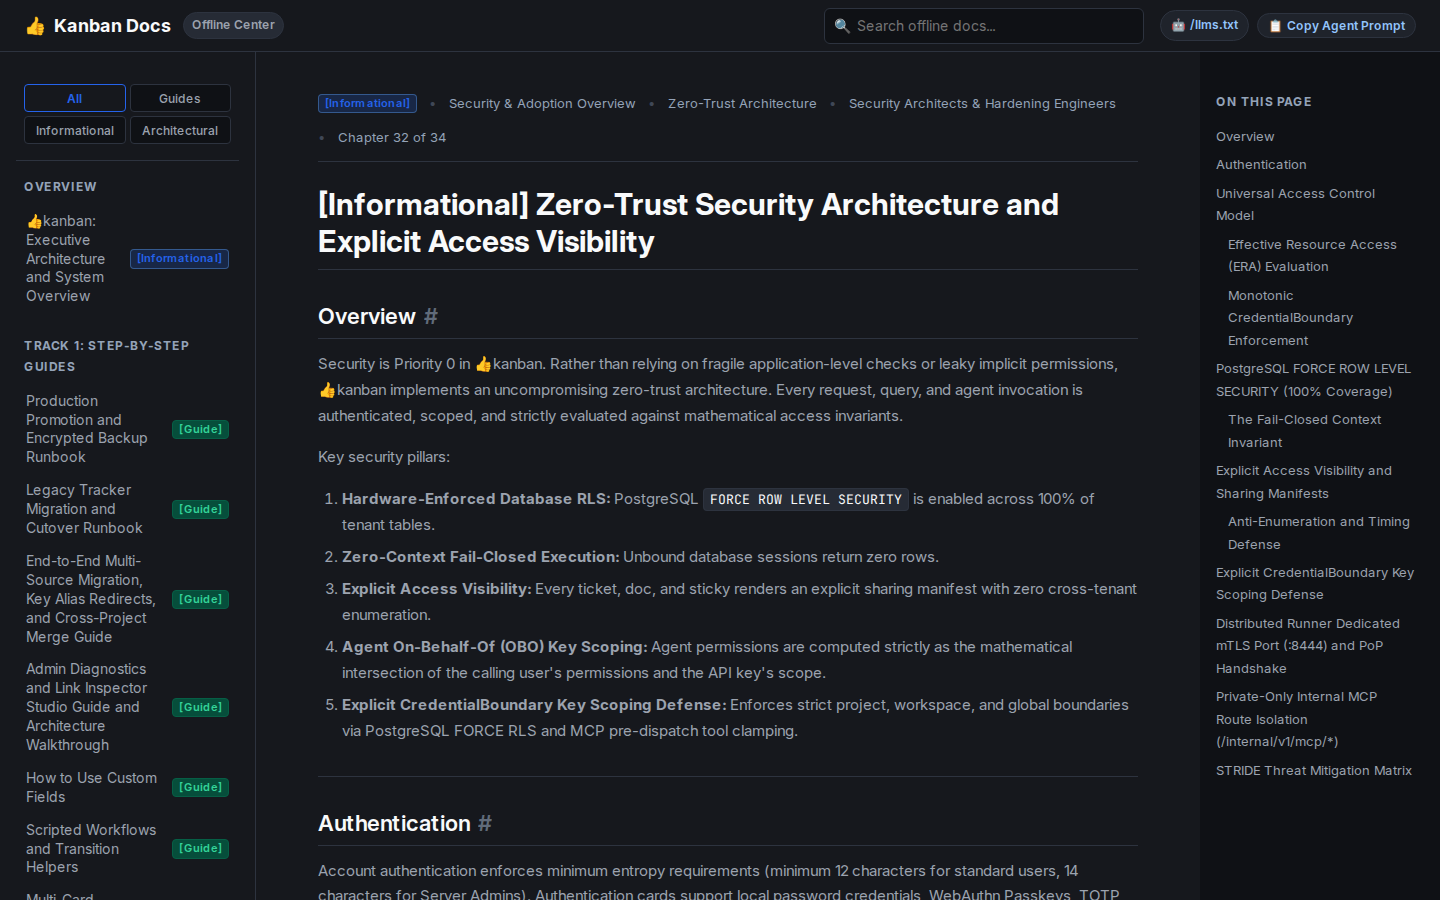 👍 Kanban Docs
Offline Center
🔍 Search offline docs...
🤖 /llms.txt
📋 Copy Agent Prompt
All
Guides
Informational
Architectural
OVERVIEW
👍kanban:
Executive
Architecture
and System
Overview
[Informational]
TRACK 1: STEP-BY-STEP
GUIDES
Production
Promotion and
Encrypted Backup
Runbook
[Guide]
Legacy Tracker
Migration and
Cutover Runbook
[Guide]
End-to-End Multi-
Source Migration,
Key Alias Redirects,
and Cross-Project
Merge Guide
[Guide]
Admin Diagnostics
and Link Inspector
Studio Guide and
Architecture
Walkthrough
[Guide]
How to Use Custom
Fields
[Guide]
Scripted Workflows
and Transition
Helpers
[Guide]
Multi-Card
[Informational] • Security & Adoption Overview • Zero-Trust Architecture • Security Architects & Hardening Engineers
• Chapter 32 of 34
[Informational] Zero-Trust Security Architecture and
Explicit Access Visibility
Overview #
Security is Priority 0 in 👍kanban. Rather than relying on fragile application-level checks or leaky implicit permissions,
👍kanban implements an uncompromising zero-trust architecture. Every request, query, and agent invocation is
authenticated, scoped, and strictly evaluated against mathematical access invariants.
Key security pillars:
1. Hardware-Enforced Database RLS: PostgreSQL FORCE ROW LEVEL SECURITY is enabled across 100% of
tenant tables.
2. Zero-Context Fail-Closed Execution: Unbound database sessions return zero rows.
3. Explicit Access Visibility: Every ticket, doc, and sticky renders an explicit sharing manifest with zero cross-tenant
enumeration.
4. Agent On-Behalf-Of (OBO) Key Scoping: Agent permissions are computed strictly as the mathematical
intersection of the calling user's permissions and the API key's scope.
5. Explicit CredentialBoundary Key Scoping Defense: Enforces strict project, workspace, and global boundaries
via PostgreSQL FORCE RLS and MCP pre-dispatch tool clamping.
Authentication #
Account authentication enforces minimum entropy requirements (minimum 12 characters for standard users, 14
characters for Server Admins). Authentication cards support local password credentials, WebAuthn Passkeys, TOTP
ON THIS PAGE
Overview
Authentication
Universal Access Control
Model
Effective Resource Access
(ERA) Evaluation
Monotonic
CredentialBoundary
Enforcement
PostgreSQL FORCE ROW LEVEL
SECURITY (100% Coverage)
The Fail-Closed Context
Invariant
Explicit Access Visibility and
Sharing Manifests
Anti-Enumeration and Timing
Defense
Explicit CredentialBoundary Key
Scoping Defense
Distributed Runner Dedicated
mTLS Port (:8444) and PoP
Handshake
Private-Only Internal MCP
Route Isolation
(/internal/v1/mcp/*)
STRIDE Threat Mitigation Matrix